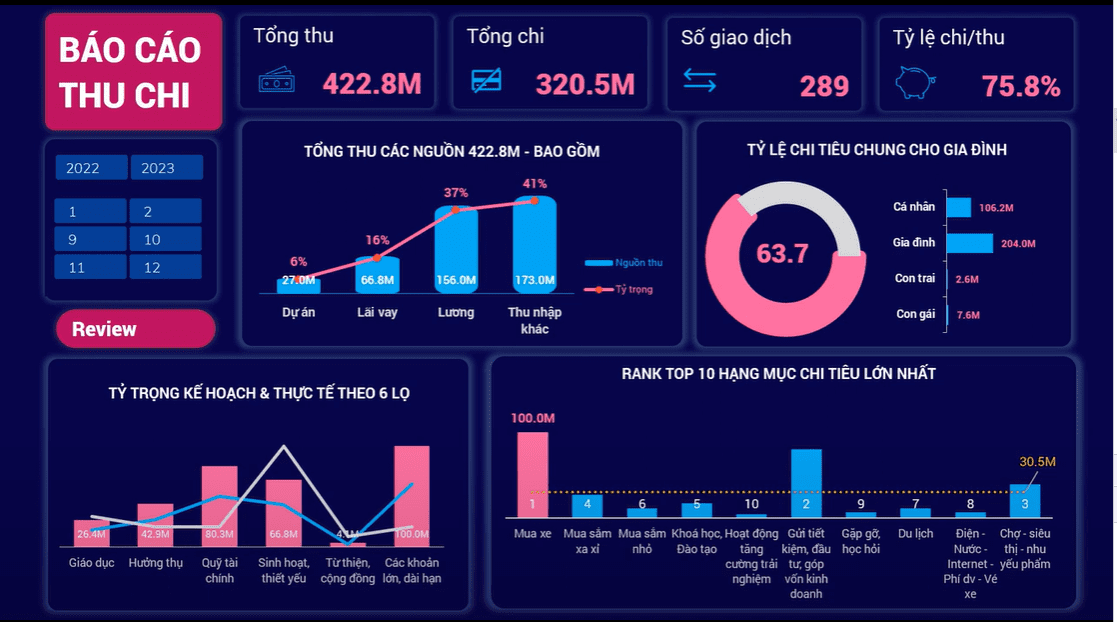 BÁO CÁO
THU CHI
Tổng thu
422.8M
Tổng chi
320.5M
Số giao dịch
289
Tỷ lệ chi/thu
75.8%
2022 2023
1 2
9 10
11 12
Review
TỔNG THU CÁC NGUỒN 422.8M - BAO GỒM
6% 16% 37% 41%
27.0M 66.8M 156.0M 173.0M
Dự án Lãi vay Lương Thu nhập
khác
Nguồn thu
Tỷ trọng
TỶ LỆ CHI TIÊU CHUNG CHO GIA ĐÌNH
63.7
Cá nhân 106.2M
Gia đình 204.0M
Con trai 2.6M
Con gái 7.6M
TỶ TRỌNG KẾ HOẠCH & THỰC TẾ THEO 6 LỌ
26.4M 42.9M 80.3M 66.8M 4.1M 100.0M
Giáo dục Hưởng thụ Quỹ tài Sinh hoạt, Từ thiện, Các khoản
chính thiết yếu cộng đồng lớn, dài hạn
RANK TOP 10 HẠNG MỤC CHI TIÊU LỚN NHẤT
100.0M
30.5M
1 4 6 5 10 2 9 7 8 3
Mua xe Mua sắm Mua sắm Khoá học, Hoạt động Gửi tiết Gặp gỡ, Du lịch Điện - Chợ - siêu
xa xỉ nhỏ Đào tạo tăng kiệm, đầu học hỏi Nước - thị - nhu
cường trải tư, góp Internet - yếu phẩm
nghiệm vốn kinh Phí dv - Vé
doanh xe